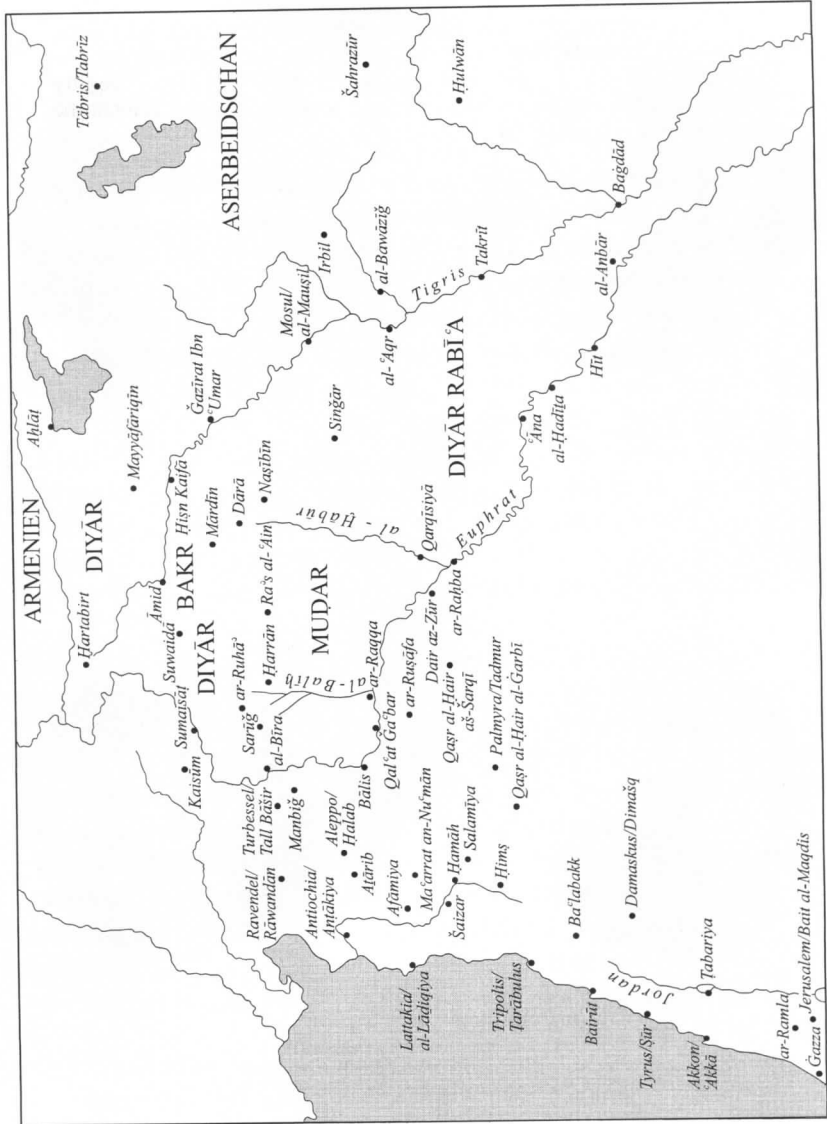 ARMENIEN
Aḫlāṭ
Täbris/Tabrīz
Ḫartabirt
DIYĀR
Mayyāfāriqīn
Āmid
Ḥiṣn Kaifā
Suwaidā
BAKR
Ǧazīrat Ibn
ʿUmar
Sumaisāṭ
Kaisūm
DIYĀR
Mārdīn
ASERBEIDSCHAN
Dārā
ar-Ruhāʾ
Sarūǧ
Naṣībīn
Ḥarrān
Raʾs al-ʿAin
al-Bīra
Ravendel/
Rāwandān
Turbessel/
Tall Bāšir
Manbiǧ
Mosul/
al-Mauṣil
Irbil
MUḌAR
al-Ḫābūr
Antiochia/
Anṭākiya
Aleppo/
Ḥalab
al-Balīḫ
Sinǧār
Šahrazūr
Aṯārib
Bālis
ar-Raqqa
Qalʿat Ǧaʿbar
al-Bawāzīǧ
al-ʿAqr
Lattakia/
al-Lāḏiqiya
Afāmiya
Maʿarrat an-Nuʿmān
ar-Ruṣāfa
Qarqīsiyā
Tigris
Dair az-Zūr
ar-Raḥba
DIYĀR RABĪʿA
Ḥulwān
Šaizar
Ḥamāh
Salamīya
Qaṣr al-Ḥair
aš-Šarqī
Euphrat
Takrīt
Ḥimṣ
Palmyra/Tadmur
Qaṣr al-Ḥair al-Ġarbī
Tripolis/
Ṭarābulus
ʿĀna
al-Ḥadīṯa
Baʿlabakk
Hīt
Bairūt
al-Anbār
Baġdād
Damaskus/Dimašq
Tyrus/Ṣūr
Jordan
Akkon/
ʿAkkā
Ṭabariya
ar-Ramla
Jerusalem/Bait al-Maqdis
Ġazza